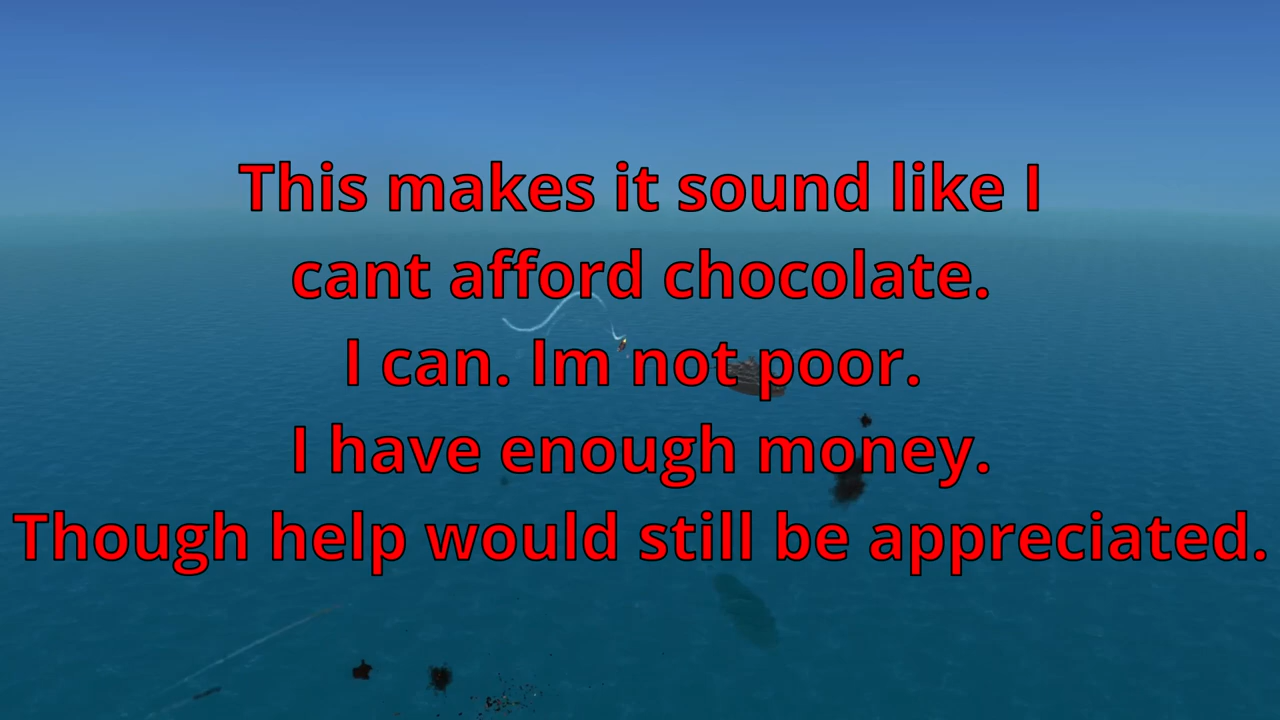 This makes it sound like I
cant afford chocolate.
I can. Im not poor.
I have enough money.
Though help would still be appreciated.